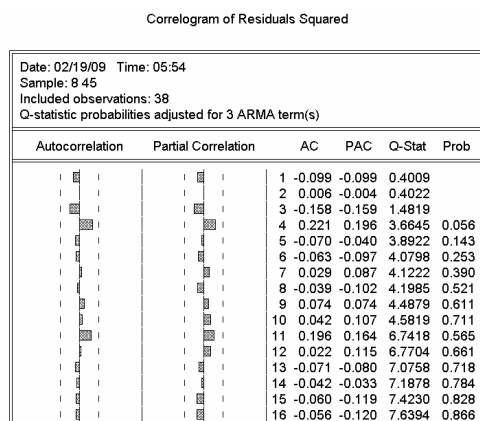 Correlogram of Residuals Squared
Date: 02/19/09 Time: 05:54
Sample: 8 45
Included observations: 38
Q-statistic probabilities adjusted for 3 ARMA term(s)
Autocorrelation Partial Correlation AC PAC Q-Stat Prob
1 -0.099 -0.099 0.4009
2 0.006 -0.004 0.4022
3 -0.158 -0.159 1.4819
4 0.221 0.196 3.6645 0.056
5 -0.070 -0.040 3.8922 0.143
6 -0.063 -0.097 4.0798 0.253
7 0.029 0.087 4.1222 0.390
8 -0.039 -0.102 4.1985 0.521
9 0.074 0.074 4.4879 0.611
10 0.042 0.107 4.5819 0.711
11 0.196 0.164 6.7418 0.565
12 0.022 0.115 6.7704 0.661
13 -0.071 -0.080 7.0758 0.718
14 -0.042 -0.033 7.1878 0.784
15 -0.060 -0.119 7.4230 0.828
16 -0.056 -0.120 7.6394 0.866